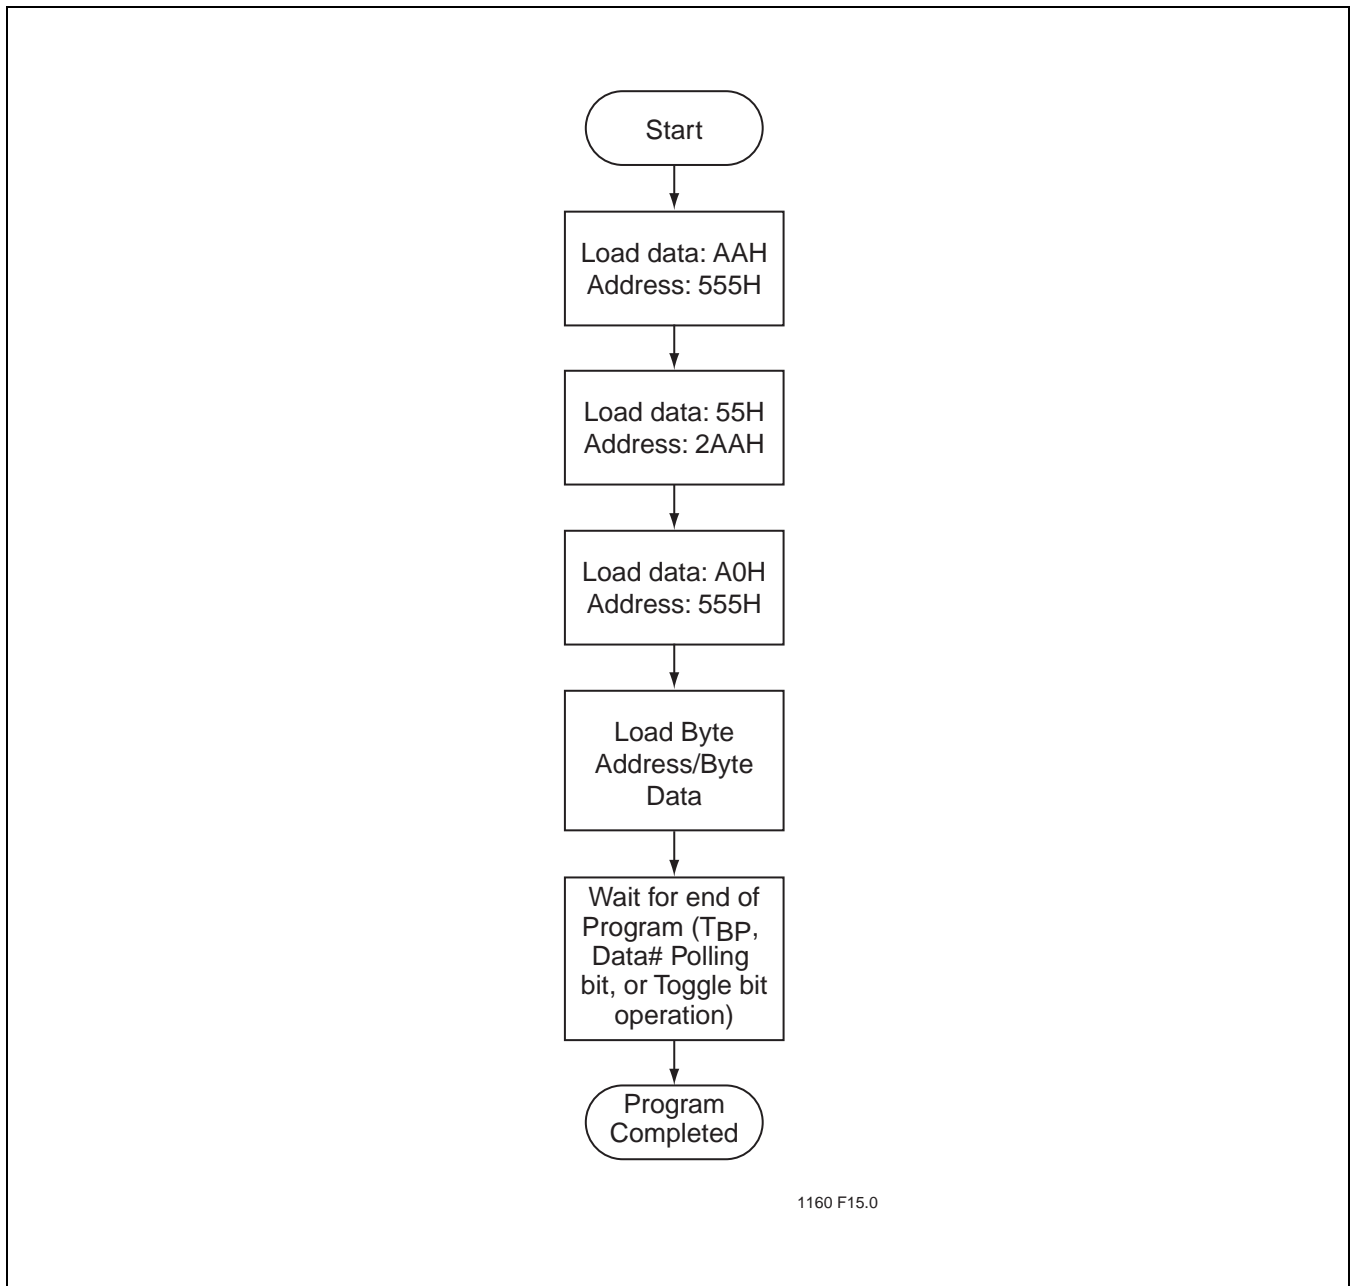 Start
Load data: AAH
Address: 555H
Load data: 55H
Address: 2AAH
Load data: A0H
Address: 555H
Load Byte
Address/Byte
Data
Wait for end of
Program (TBP,
Data# Polling
bit, or Toggle bit
operation)
Program
Completed
1160 F15.0